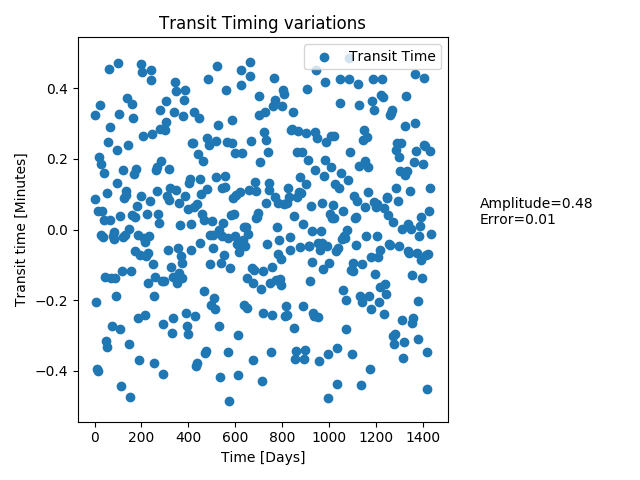 Transit Timing variations
Transit Time
Transit time [Minutes]
0.4
0.2
0.0
−0.2
−0.4
0 200 400 600 800 1000 1200 1400
Time [Days]
Amplitude=0.48
Error=0.01